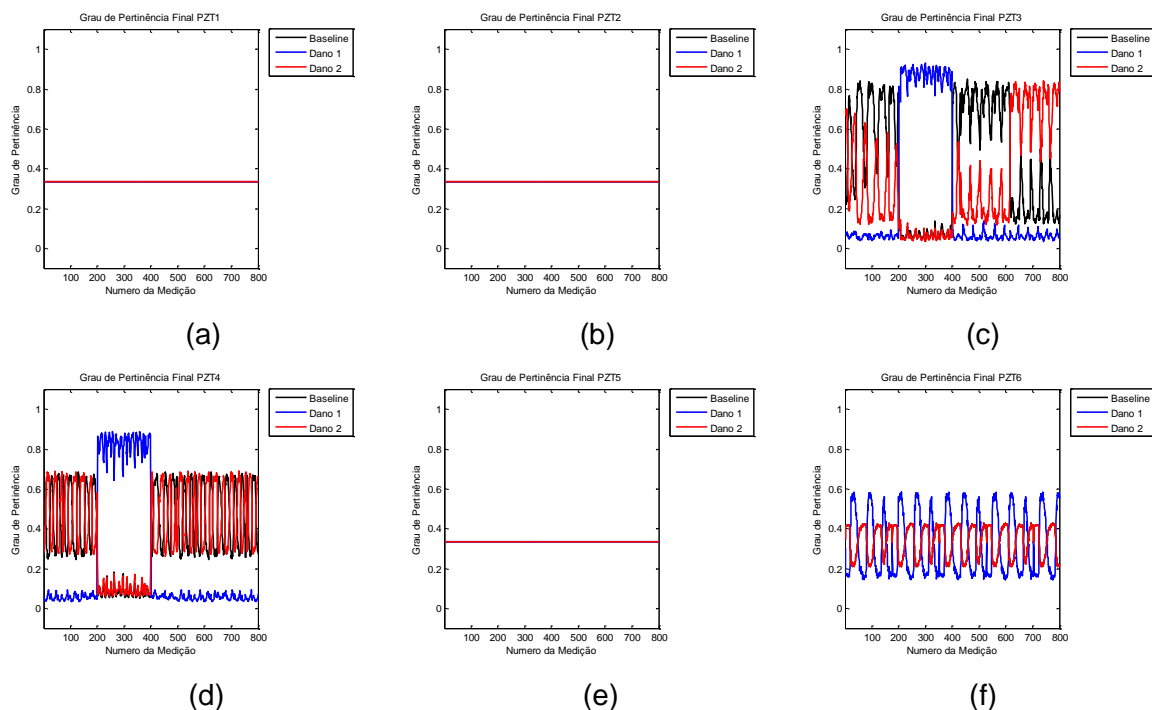 Grau de Pertinência Final PZT1
Baseline
Dano 1
Dano 2
Grau de Pertinência
1
0.8
0.6
0.4
0.2
0
100 200 300 400 500 600 700 800
Numero da Medição
(a)
Grau de Pertinência Final PZT2
Baseline
Dano 1
Dano 2
Grau de Pertinência
1
0.8
0.6
0.4
0.2
0
100 200 300 400 500 600 700 800
Numero da Medição
(b)
Grau de Pertinência Final PZT3
Baseline
Dano 1
Dano 2
Grau de Pertinência
1
0.8
0.6
0.4
0.2
0
100 200 300 400 500 600 700 800
Numero da Medição
(c)
Grau de Pertinência Final PZT4
Baseline
Dano 1
Dano 2
Grau de Pertinência
1
0.8
0.6
0.4
0.2
0
100 200 300 400 500 600 700 800
Numero da Medição
(d)
Grau de Pertinência Final PZT5
Baseline
Dano 1
Dano 2
Grau de Pertinência
1
0.8
0.6
0.4
0.2
0
100 200 300 400 500 600 700 800
Numero da Medição
(e)
Grau de Pertinência Final PZT6
Baseline
Dano 1
Dano 2
Grau de Pertinência
1
0.8
0.6
0.4
0.2
0
100 200 300 400 500 600 700 800
Numero da Medição
(f)